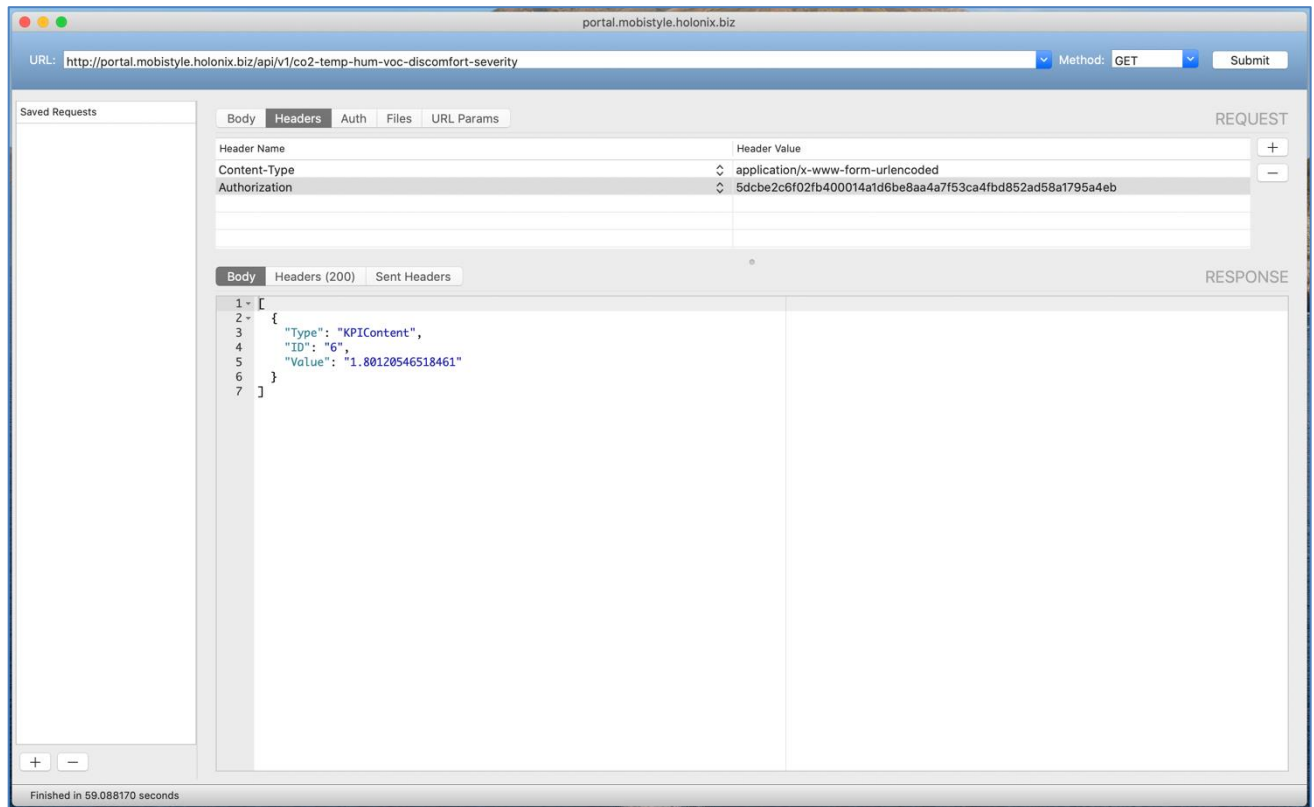 portal.mobistyle.holonix.biz
URL: http://portal.mobistyle.holonix.biz/api/v1/co2-temp-hum-voc-discomfort-severity Method: GET Submit
Saved Requests
Body Headers Auth Files URL Params REQUEST
Header Name Header Value +
Content-Type application/x-www-form-urlencoded −
Authorization 5dcbe2c6f02fb400014a1d6be8aa4a7f53ca4fbd852ad58a1795a4eb
Body Headers (200) Sent Headers RESPONSE
1 [
2 {
3 "Type": "KPIContent",
4 "ID": "6",
5 "Value": "1.80120546518461"
6 }
7 ]
+ −
Finished in 59.088170 seconds